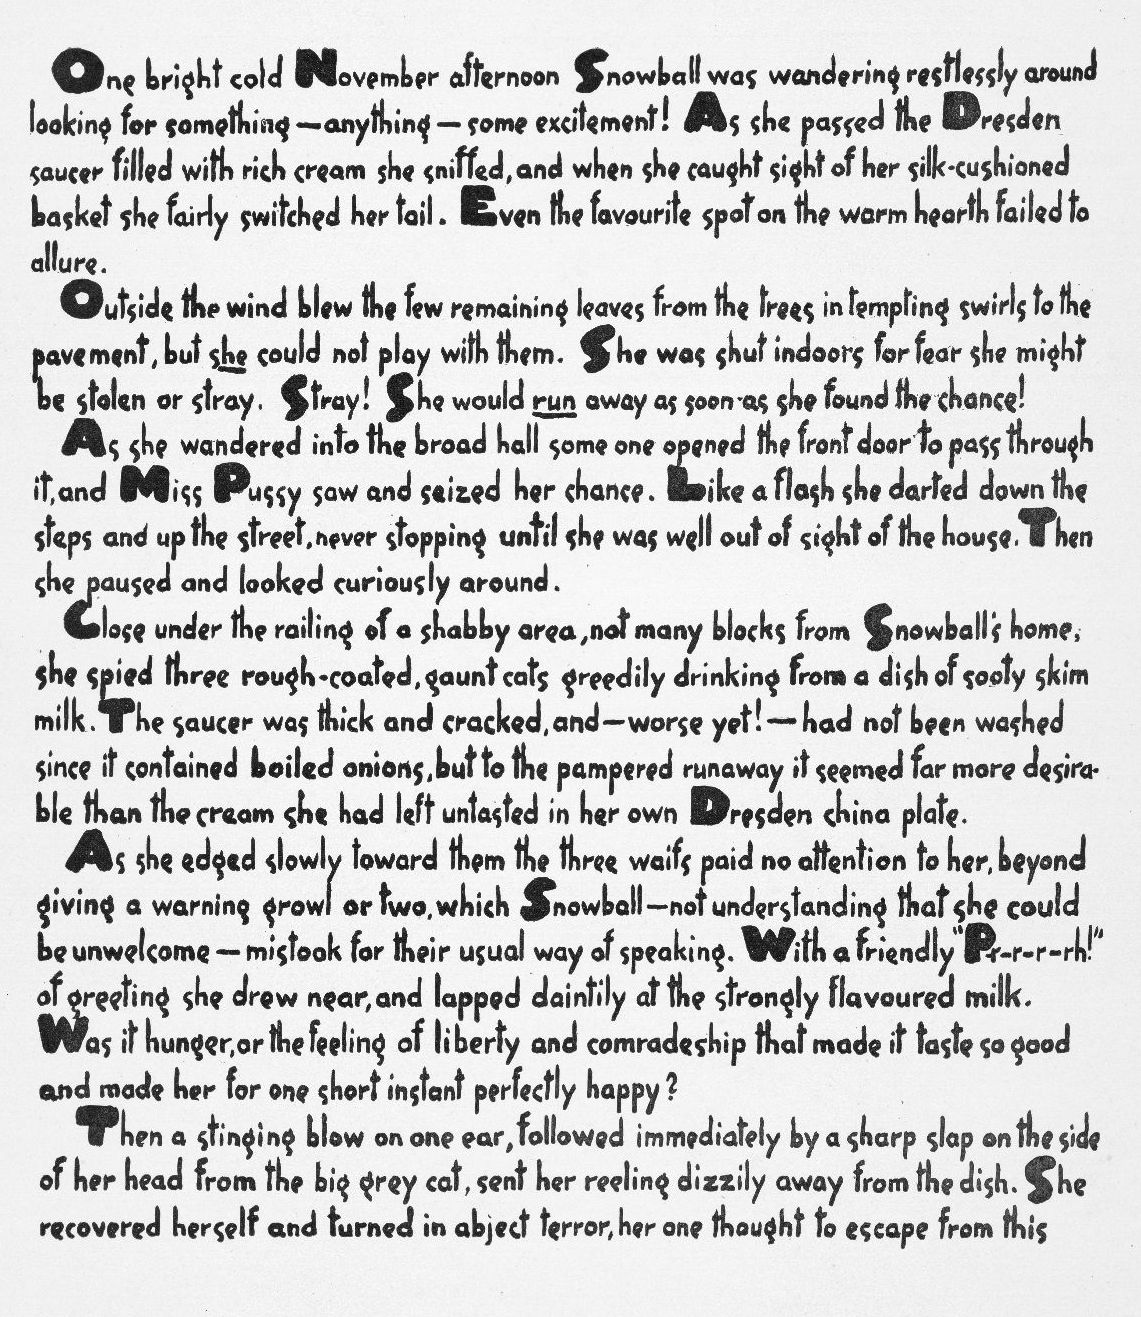 One bright cold November afternoon Snowball was wandering restlessly around
looking for something—anything—some excitement! As she passed the Dresden
saucer filled with rich cream she sniffed, and when she caught sight of her silk-cushioned
basket she fairly switched her tail. Even the favourite spot on the warm hearth failed to
allure.
Outside the wind blew the few remaining leaves from the trees in tempting swirls to the
pavement, but she could not play with them. She was shut indoors for fear she might
be stolen or stray. Stray! She would run away as soon as she found the chance!
As she wandered into the broad hall some one opened the front door to pass through
it, and Miss Pussy saw and seized her chance. Like a flash she darted down the
steps and up the street, never stopping until she was well out of sight of the house. Then
she paused and looked curiously around.
Close under the railing of a shabby area, not many blocks from Snowball's home,
she spied three rough-coated, gaunt cats greedily drinking from a dish of sooty skim
milk. The saucer was thick and cracked, and—worse yet!—had not been washed
since it contained boiled onions, but to the pampered runaway it seemed far more desira-
ble than the cream she had left untasted in her own Dresden china plate.
As she edged slowly toward them the three waifs paid no attention to her, beyond
giving a warning growl or two, which Snowball—not understanding that she could
be unwelcome—mistook for their usual way of speaking. With a friendly "Pr-r-r-rh!"
of greeting she drew near, and lapped daintily at the strongly flavoured milk.
Was it hunger, or the feeling of liberty and comradeship that made it taste so good
and made her for one short instant perfectly happy?
Then a stinging blow on one ear, followed immediately by a sharp slap on the side
of her head from the big grey cat, sent her reeling dizzily away from the dish. She
recovered herself and turned in abject terror, her one thought to escape from this